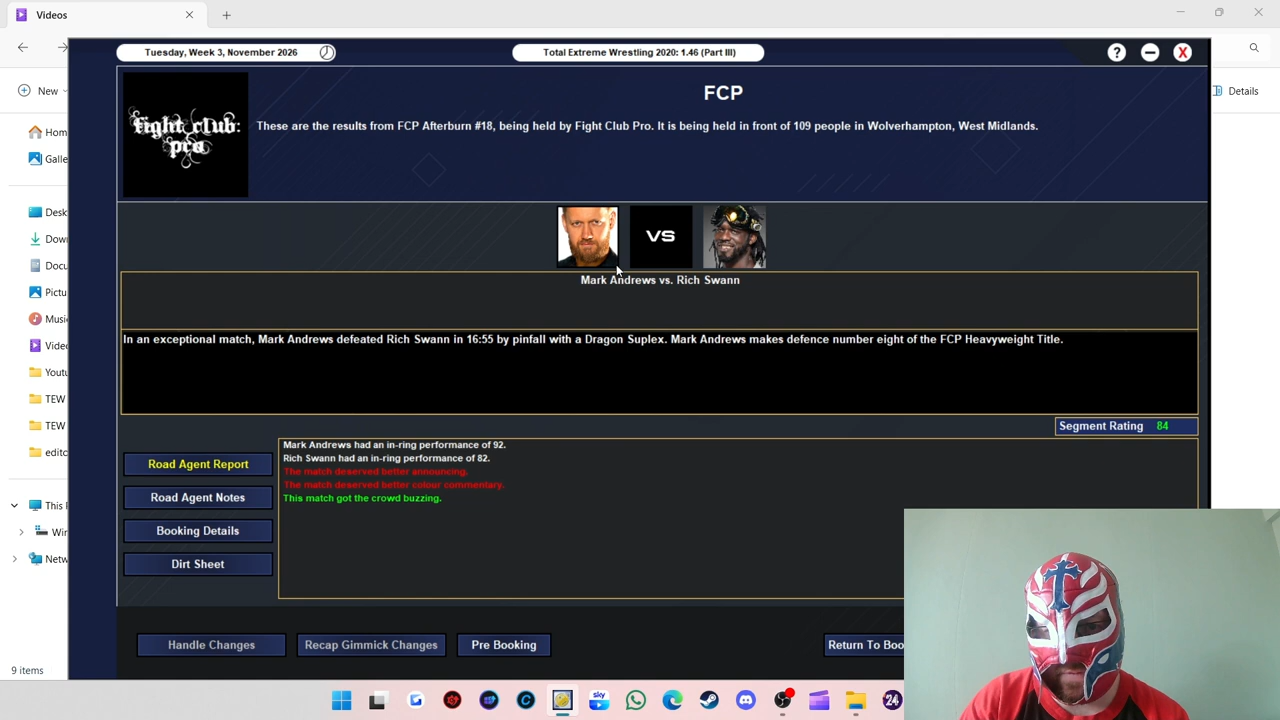 Videos
Tuesday, Week 3, November 2026
Total Extreme Wrestling 2020: 1.46 (Part III)
?
X
New
Details
fight club:
pro
FCP
These are the results from FCP Afterburn #18, being held by Fight Club Pro. It is being held in front of 109 people in Wolverhampton, West Midlands.
Hom
Galle
Desk
Dow
Docu
Pictu
Musi
Vide
Youtu
TEW
TEW
edito
This I
Wir
Netw
VS
Mark Andrews vs. Rich Swann
In an exceptional match, Mark Andrews defeated Rich Swann in 16:55 by pinfall with a Dragon Suplex. Mark Andrews makes defence number eight of the FCP Heavyweight Title.
Segment Rating 84
Road Agent Report
Road Agent Notes
Booking Details
Dirt Sheet
Mark Andrews had an in-ring performance of 92.
Rich Swann had an in-ring performance of 82.
The match deserved better announcing.
The match deserved better colour commentary.
This match got the crowd buzzing.
Handle Changes
Recap Gimmick Changes
Pre Booking
Return To Boo
9 items
sky
24